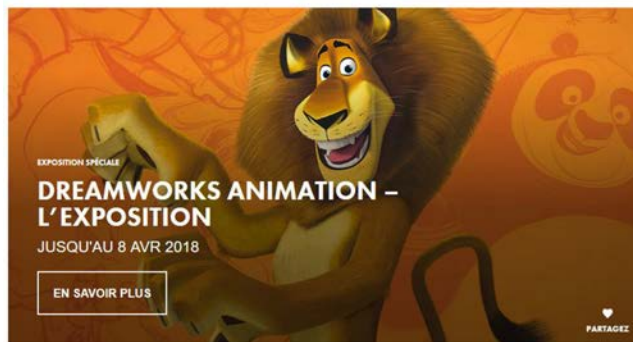 EXPOSITION SPÉCIALE
DREAMWORKS ANIMATION –
L'EXPOSITION
JUSQU'AU 8 AVR 2018
EN SAVOIR PLUS
PARTAGEZ